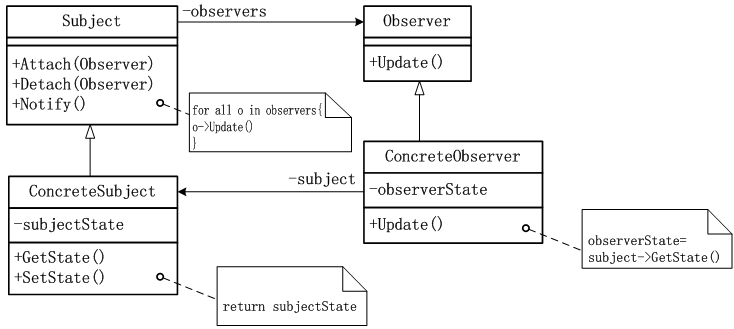 Subject
-observers
Observer
+Attach(Observer)
+Detach(Observer)
+Notify()
+Update()
for all o in observers{
o->Update()
}
ConcreteObserver
-observerState
+Update()
-subject
ConcreteSubject
-subjectState
+GetState()
+SetState()
observerState=
subject->GetState()
return subjectState